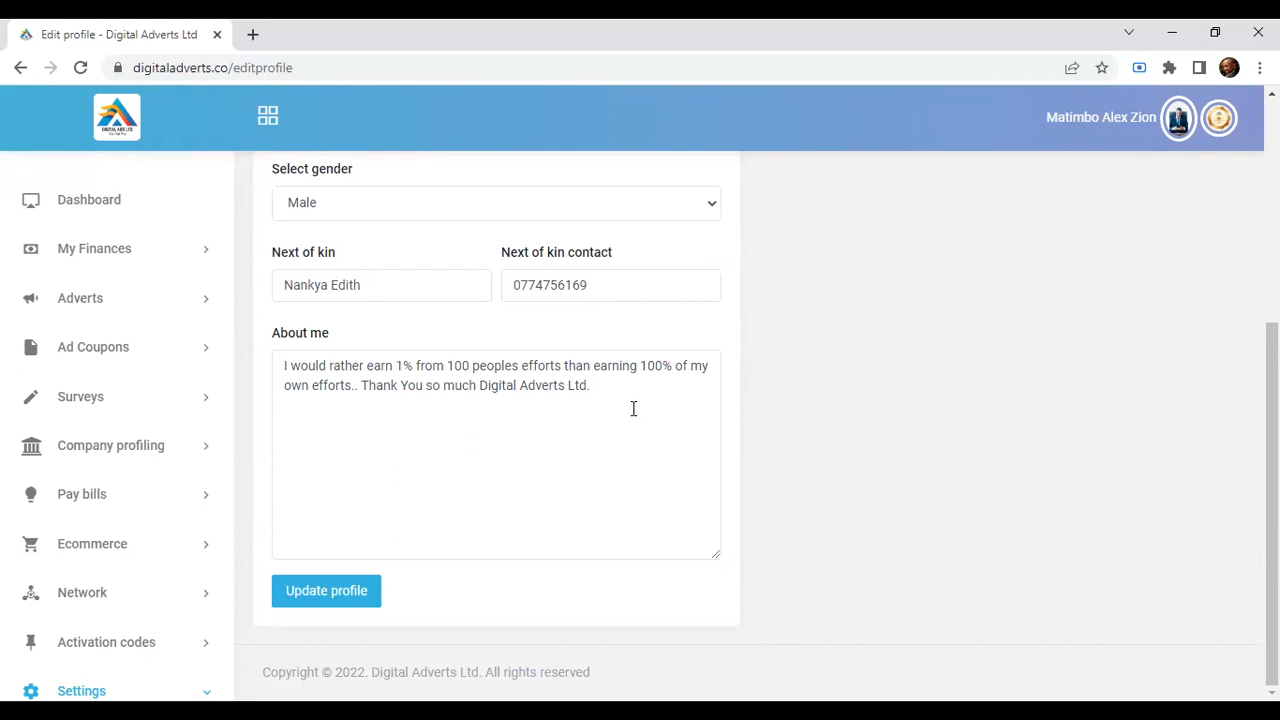 Edit profile - Digital Adverts Ltd
digitaladverts.co/editprofile
DIGITAL ADS LTD
Matimbo Alex Zion
Dashboard
My Finances
Adverts
Ad Coupons
Surveys
Company profiling
Pay bills
Ecommerce
Network
Activation codes
Settings
Select gender
Male
Next of kin
Next of kin contact
Nankya Edith
0774756169
About me
I would rather earn 1% from 100 peoples efforts than earning 100% of my
own efforts.. Thank You so much Digital Adverts Ltd.
Update profile
Copyright © 2022. Digital Adverts Ltd. All rights reserved